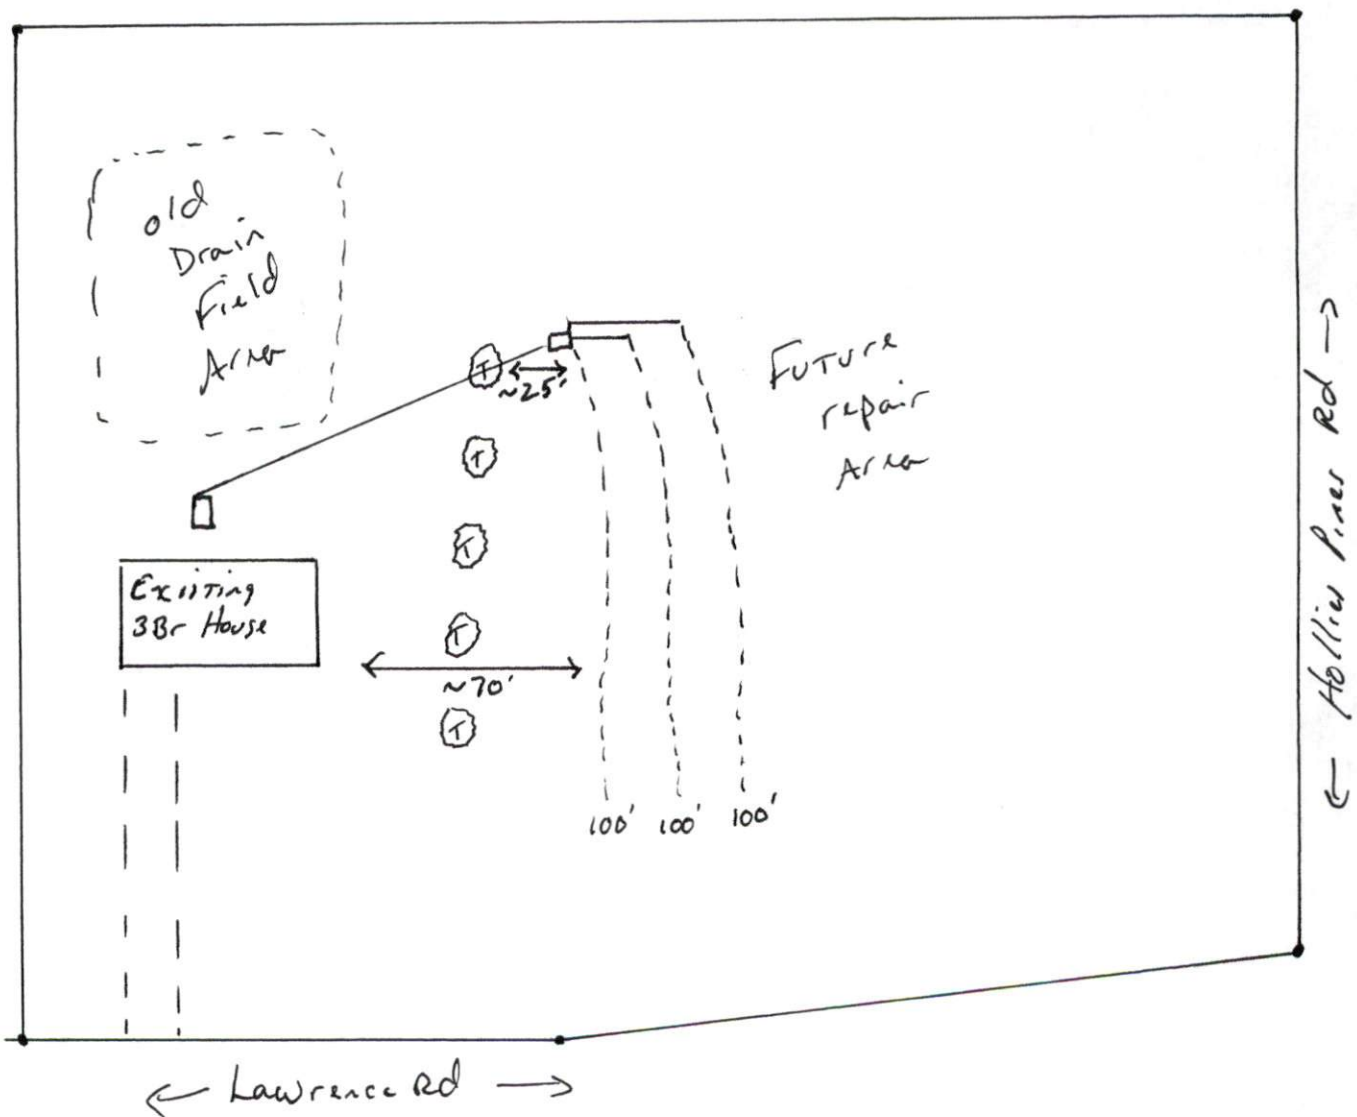 old
Drain
Field
Area
T
~25'
Future
repair
Area
T
T
Existing
3Br House
T
~70'
T
100' 100' 100'
← Hollies Pines Rd →
← Lawrence Rd →